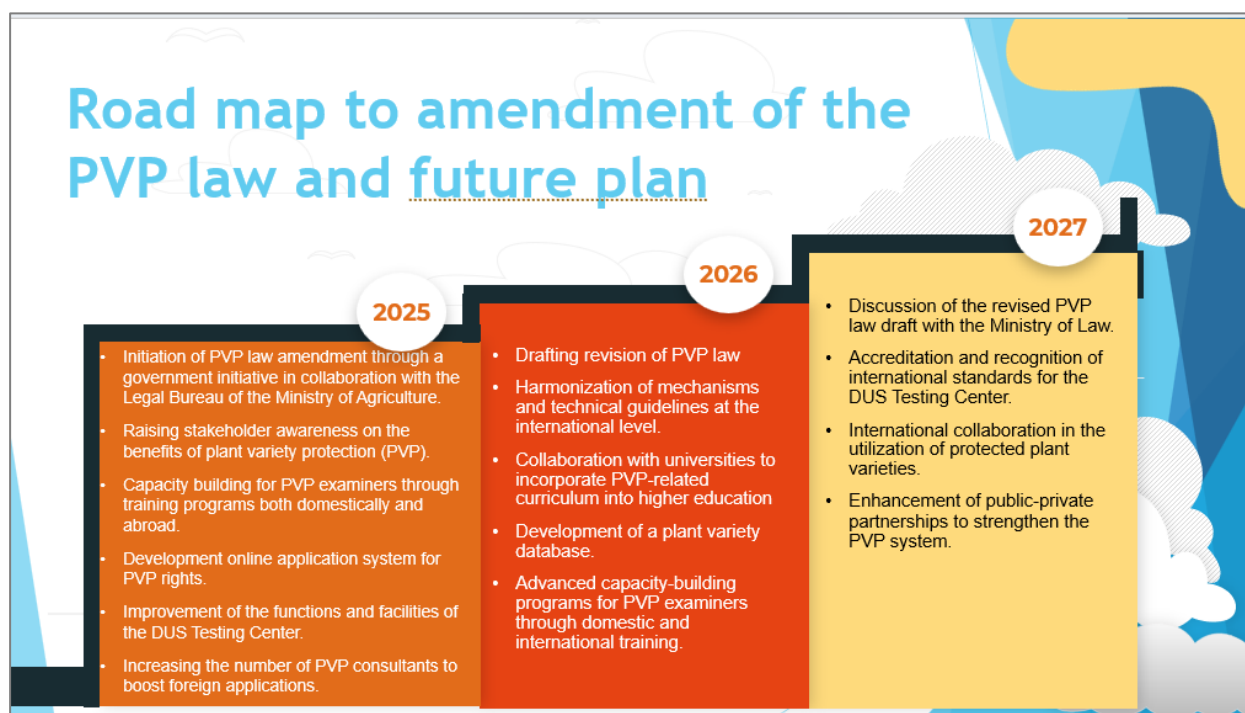 Road map to amendment of the
PVP law and future plan
2025
• Initiation of PVP law amendment through a
government initiative in collaboration with the
Legal Bureau of the Ministry of Agriculture.
• Raising stakeholder awareness on the
benefits of plant variety protection (PVP).
• Capacity building for PVP examiners through
training programs both domestically and
abroad.
• Development online application system for
PVP rights.
• Improvement of the functions and facilities of
the DUS Testing Center.
• Increasing the number of PVP consultants to
boost foreign applications.
2026
• Drafting revision of PVP law
• Harmonization of mechanisms
and technical guidelines at the
international level.
• Collaboration with universities to
incorporate PVP-related
curriculum into higher education
• Development of a plant variety
database.
• Advanced capacity-building
programs for PVP examiners
through domestic and
international training.
2027
• Discussion of the revised PVP
law draft with the Ministry of Law.
• Accreditation and recognition of
international standards for the
DUS Testing Center.
• International collaboration in the
utilization of protected plant
varieties.
• Enhancement of public-private
partnerships to strengthen the
PVP system.